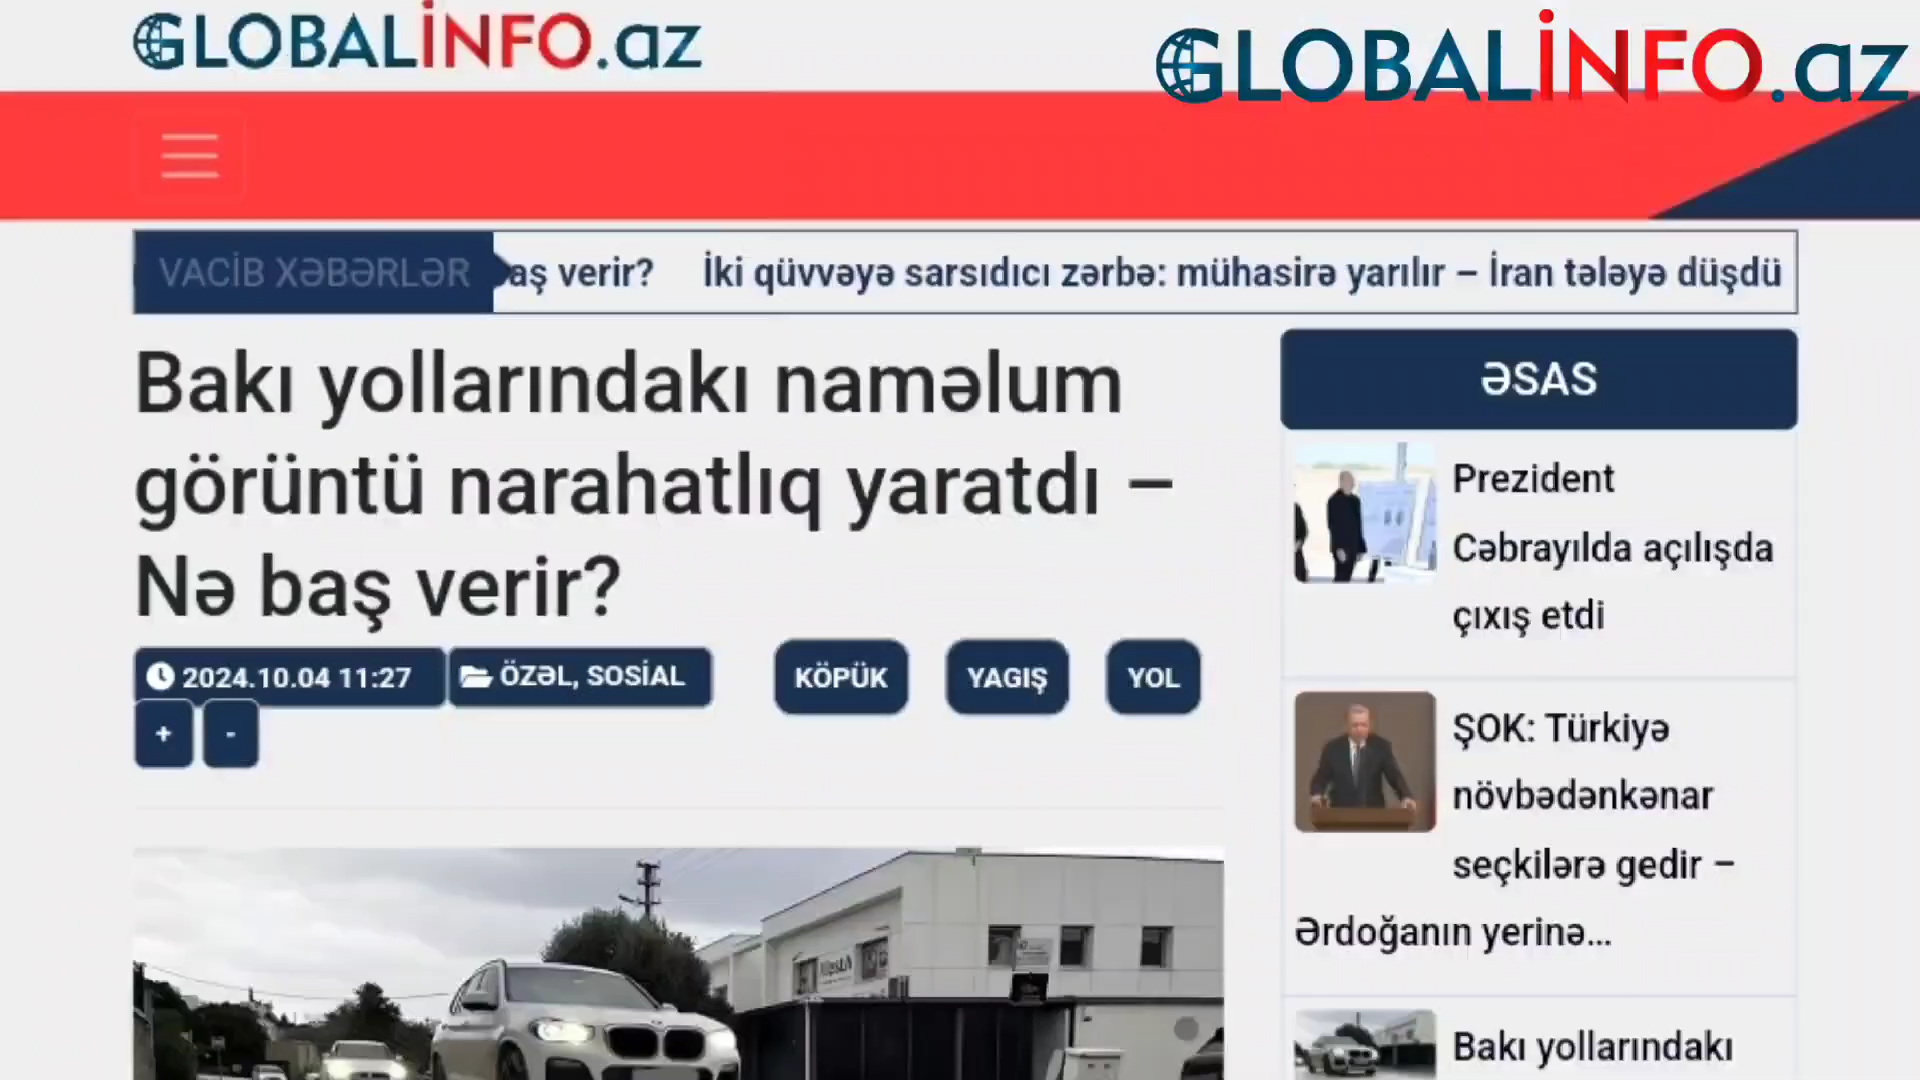 GLOBALİNFO.az
GLOBALİNFO.az
VACİB XƏBƏRLƏR
baş verir? İki qüvvəyə sarsıdıcı zərbə: mühasirə yarılır – İran tələyə düşdü
Bakı yollarındakı naməlum
görüntü narahatlıq yaratdı –
Nə baş verir?
2024.10.04 11:27
ÖZƏL, SOSİAL
KÖPÜK
YAGIŞ
YOL
+
-
ƏSAS
Prezident
Cəbrayılda açılışda
çıxış etdi
ŞOK: Türkiyə
növbədənkənar
seçkilərə gedir –
Ərdoğanın yerinə...
Bakı yollarındakı